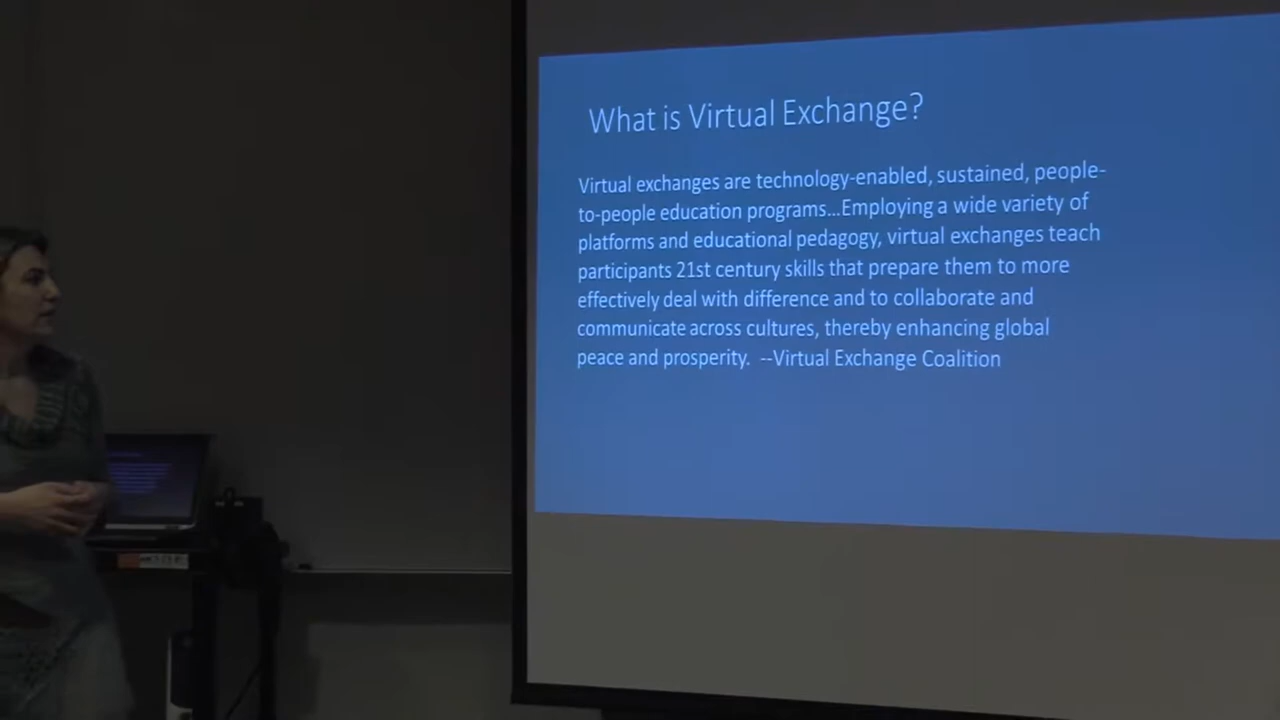 What is Virtual Exchange?
Virtual exchanges are technology-enabled, sustained, people-
to-people education programs...Employing a wide variety of
platforms and educational pedagogy, virtual exchanges teach
participants 21st century skills that prepare them to more
effectively deal with difference and to collaborate and
communicate across cultures, thereby enhancing global
peace and prosperity.  --Virtual Exchange Coalition